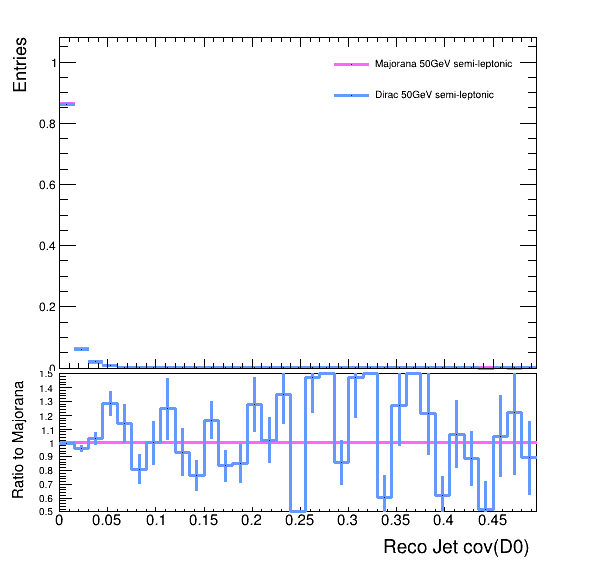 Entries
1
0.8
0.6
0.4
0.2
0
Majorana 50GeV semi-leptonic
Dirac 50GeV semi-leptonic
Ratio to Majorana
1.5
1.4
1.3
1.2
1.1
1
0.9
0.8
0.7
0.6
0.5
0 0.05 0.1 0.15 0.2 0.25 0.3 0.35 0.4 0.45
Reco Jet cov(D0)